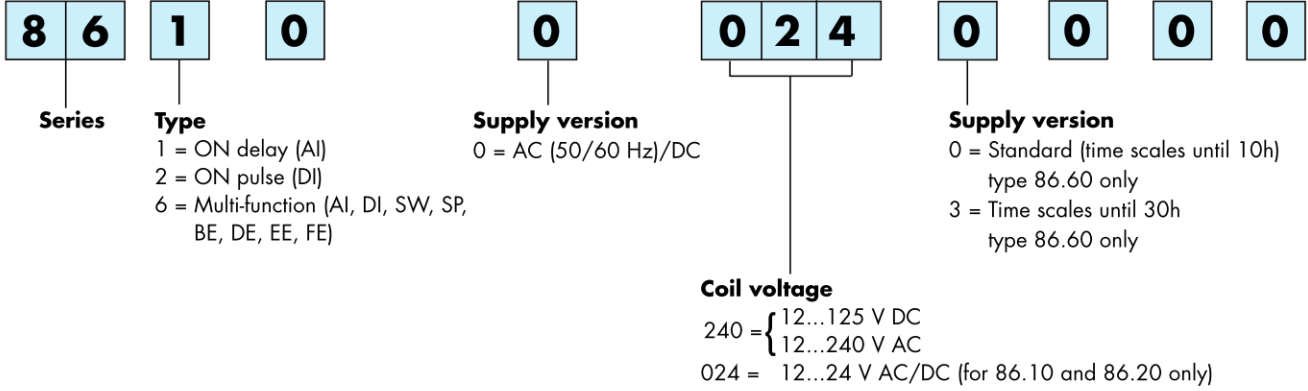 8 6 1 0 0 0 2 4 0 0 0 0
Series
Type
1 = ON delay (AI)
2 = ON pulse (DI)
6 = Multi-function (AI, DI, SW, SP,
BE, DE, EE, FE)
Supply version
0 = AC (50/60 Hz)/DC
Supply version
0 = Standard (time scales until 10h)
type 86.60 only
3 = Time scales until 30h
type 86.60 only
Coil voltage
240 = { 12...125 V DC
12...240 V AC
024 = 12...24 V AC/DC (for 86.10 and 86.20 only)